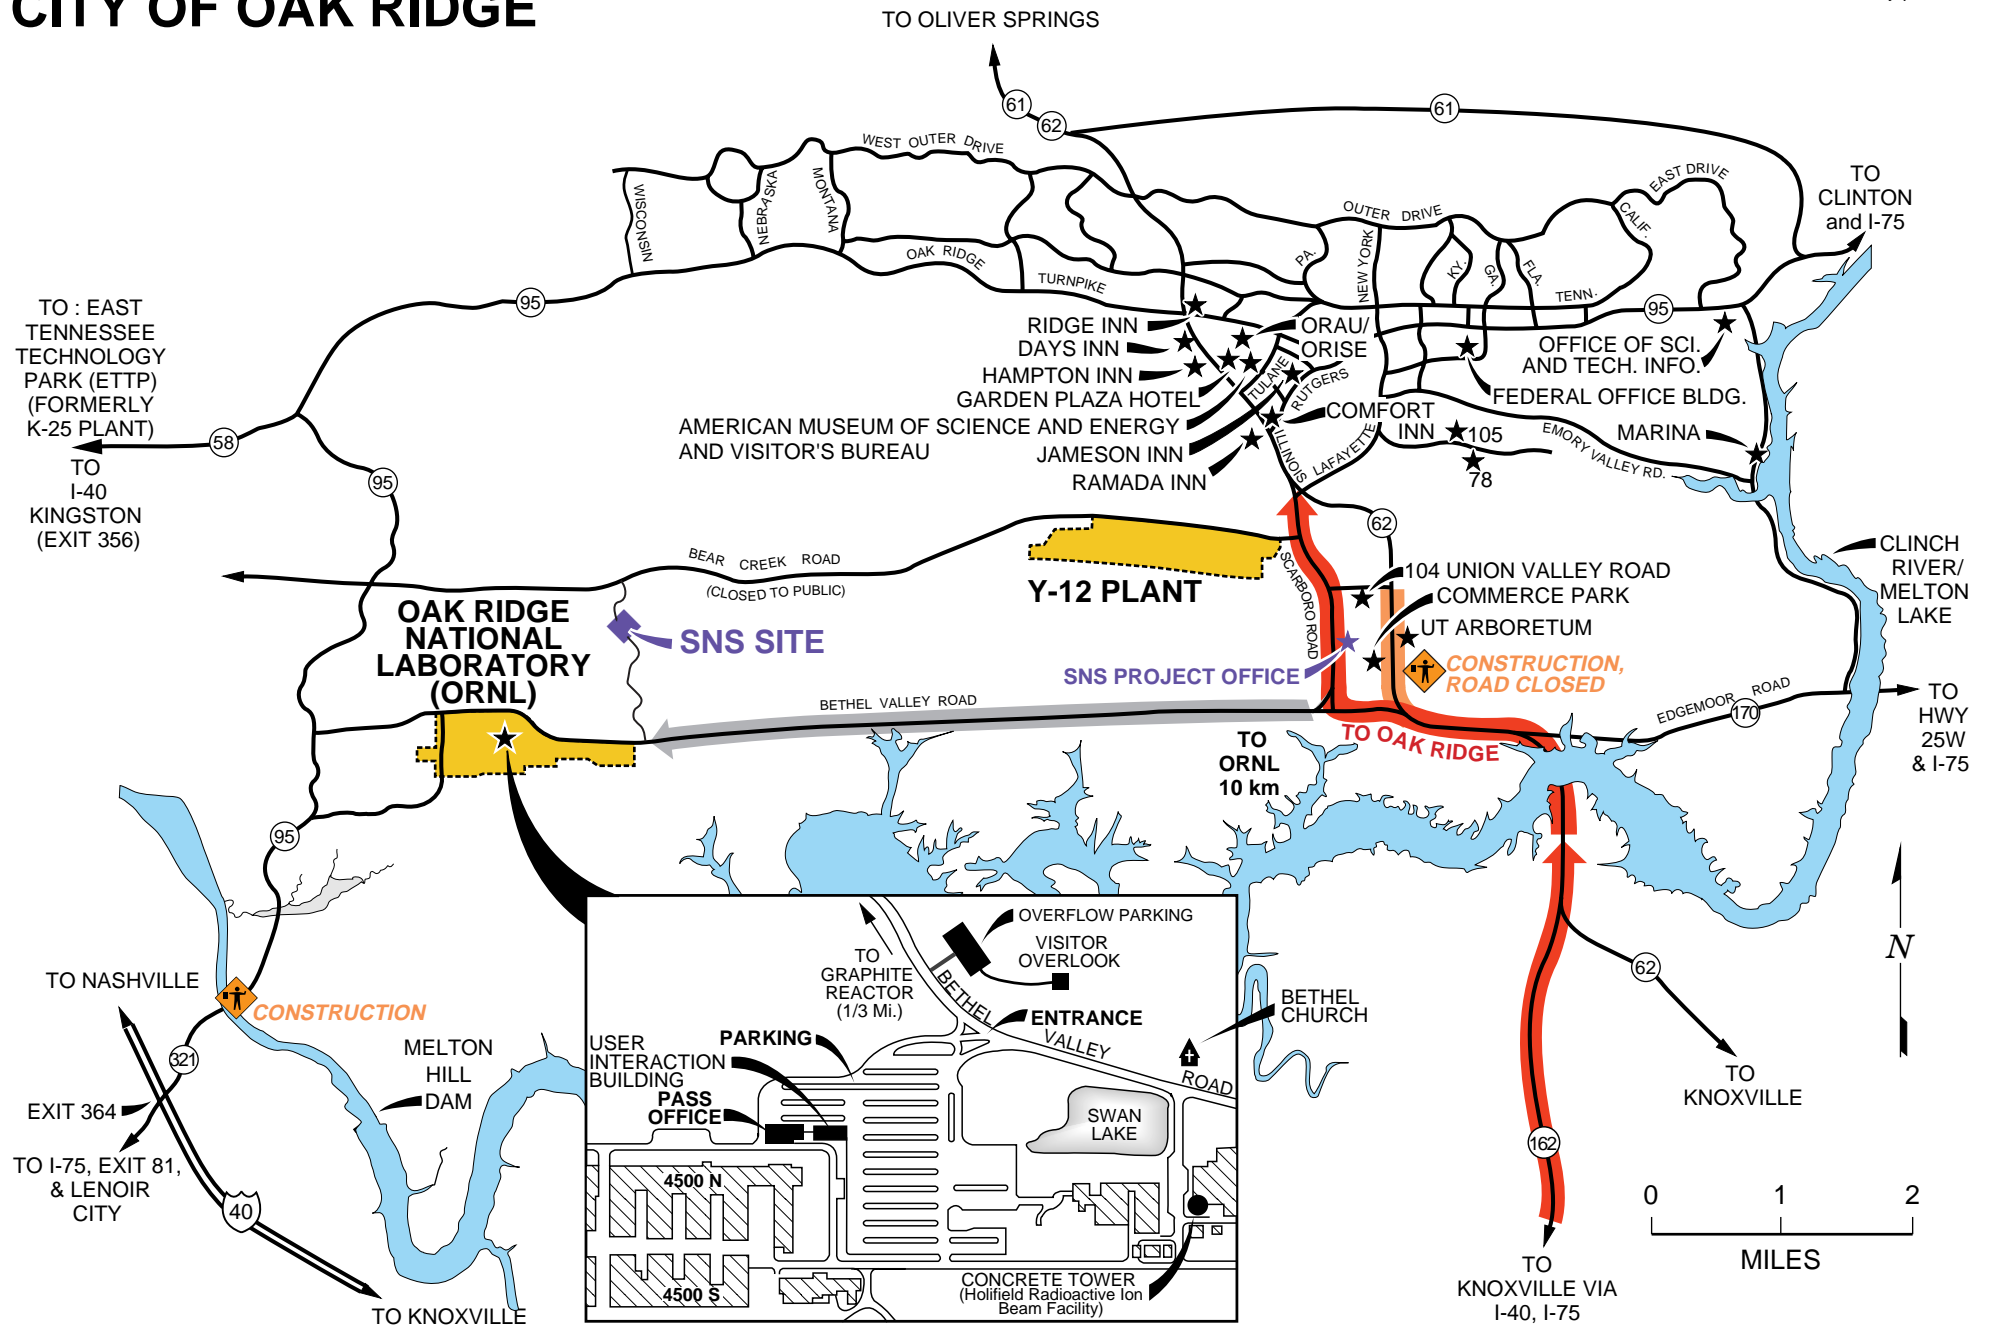 CITY OF OAK RIDGE
TO OLIVER SPRINGS
61
62
61
WEST OUTER DRIVE
WISCONSIN
NEBRASKA
MONTANA
OAK RIDGE
TURNPIKE
OUTER DRIVE
EAST DRIVE
CALIF.
PA.
NEW YORK
KY.
GA.
FLA.
TENN.
95
95
TO
CLINTON
and I-75
TO : EAST
TENNESSEE
TECHNOLOGY
PARK (ETTP)
(FORMERLY
K-25 PLANT)
58
TO
I-40
KINGSTON
(EXIT 356)
95
RIDGE INN
DAYS INN
HAMPTON INN
GARDEN PLAZA HOTEL
AMERICAN MUSEUM OF SCIENCE AND ENERGY
AND VISITOR'S BUREAU
JAMESON INN
RAMADA INN
ORAU/
ORISE
TULANE
RUTGERS
COMFORT
INN
ILLINOIS
LAFAYETTE
105
78
OFFICE OF SCI.
AND TECH. INFO.
FEDERAL OFFICE BLDG.
EMORY VALLEY RD.
MARINA
62
CLINCH
RIVER/
MELTON
LAKE
BEAR CREEK ROAD
(CLOSED TO PUBLIC)
Y-12 PLANT
SCARBORO ROAD
104 UNION VALLEY ROAD
COMMERCE PARK
UT ARBORETUM
CONSTRUCTION,
ROAD CLOSED
SNS PROJECT OFFICE
OAK RIDGE
NATIONAL
LABORATORY
(ORNL)
SNS SITE
BETHEL VALLEY ROAD
TO OAK RIDGE
TO
ORNL
10 km
EDGEMOOR ROAD
170
TO
HWY
25W
& I-75
95
TO NASHVILLE
CONSTRUCTION
321
EXIT 364
TO I-75, EXIT 81,
& LENOIR
CITY
40
MELTON
HILL
DAM
TO KNOXVILLE
OVERFLOW PARKING
VISITOR
OVERLOOK
TO
GRAPHITE
REACTOR
(1/3 Mi.)
BETHEL
VALLEY
ROAD
ENTRANCE
PARKING
USER
INTERACTION
BUILDING
PASS
OFFICE
BETHEL
CHURCH
SWAN
LAKE
4500 N
4500 S
CONCRETE TOWER
(Holifield Radioactive Ion
Beam Facility)
62
TO
KNOXVILLE
162
TO
KNOXVILLE VIA
I-40, I-75
N
0 1 2
MILES